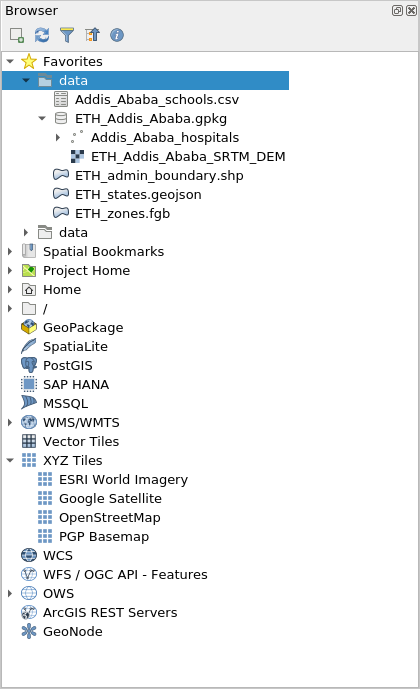 Browser
Favorites
data
Addis_Ababa_schools.csv
ETH_Addis_Ababa.gpkg
Addis_Ababa_hospitals
ETH_Addis_Ababa_SRTM_DEM
ETH_admin_boundary.shp
ETH_states.geojson
ETH_zones.fgb
data
Spatial Bookmarks
Project Home
Home
/
GeoPackage
SpatiaLite
PostGIS
SAP HANA
MSSQL
WMS/WMTS
Vector Tiles
XYZ Tiles
ESRI World Imagery
Google Satellite
OpenStreetMap
PGP Basemap
WCS
WFS / OGC API - Features
OWS
ArcGIS REST Servers
GeoNode